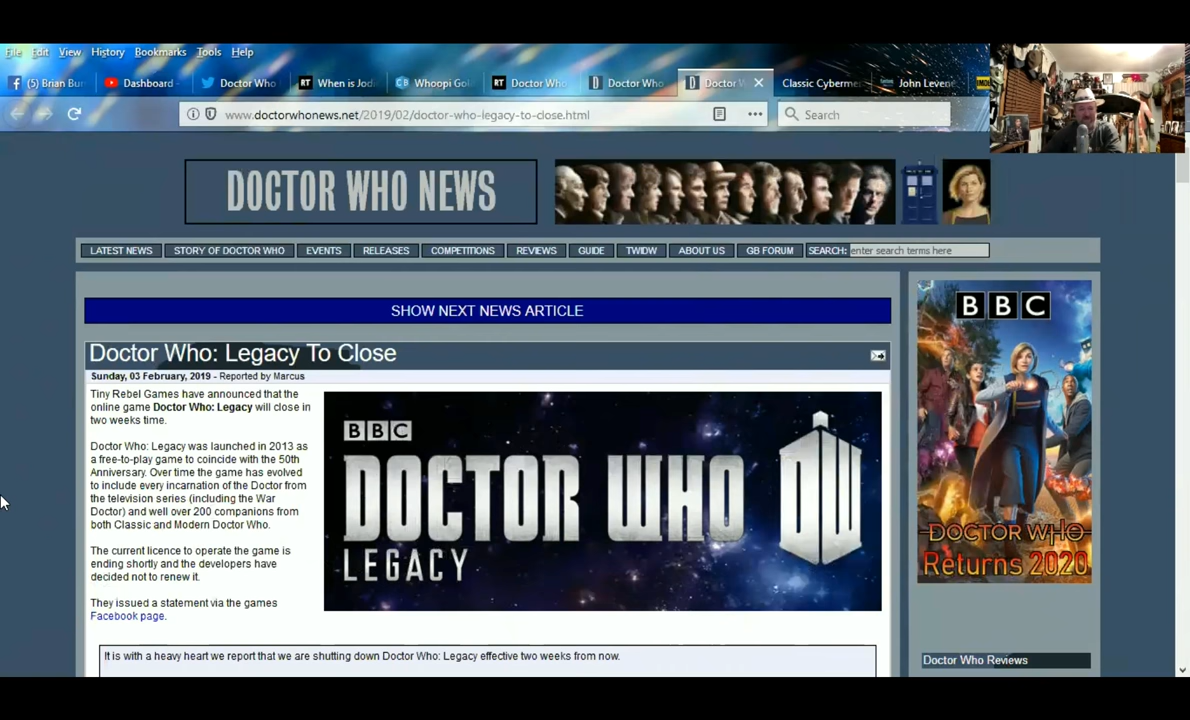 File Edit View History Bookmarks Tools Help
(5) Brian Bur Dashboard - Doctor Who When is Jodi Whoopi Gol Doctor Who Doctor Who Doctor W Classic Cyberme John Levene
www.doctorwhonews.net/2019/02/doctor-who-legacy-to-close.html Search
DOCTOR WHO NEWS
LATEST NEWS STORY OF DOCTOR WHO EVENTS RELEASES COMPETITIONS REVIEWS GUIDE TWIDW ABOUT US GB FORUM SEARCH: enter search terms here
SHOW NEXT NEWS ARTICLE
Doctor Who: Legacy To Close
Sunday, 03 February, 2019 - Reported by Marcus
Tiny Rebel Games have announced that the
online game Doctor Who: Legacy will close in
two weeks time.
Doctor Who: Legacy was launched in 2013 as
a free-to-play game to coincide with the 50th
Anniversary. Over time the game has evolved
to include every incarnation of the Doctor from
the television series (including the War
Doctor) and well over 200 companions from
both Classic and Modern Doctor Who.
The current licence to operate the game is
ending shortly and the developers have
decided not to renew it.
They issued a statement via the games
Facebook page.
BBC
DOCTOR WHO DW
LEGACY
It is with a heavy heart we report that we are shutting down Doctor Who: Legacy effective two weeks from now.
BBC
DOCTOR WHO
Returns 2020
Doctor Who Reviews